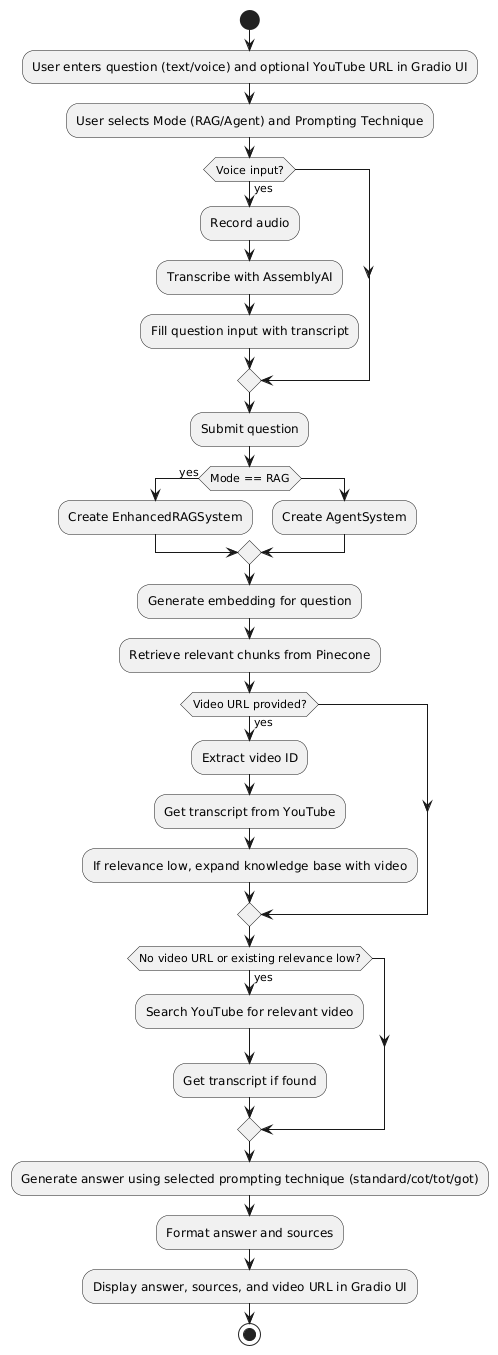 User enters question (text/voice) and optional YouTube URL in Gradio UI
User selects Mode (RAG/Agent) and Prompting Technique
Voice input?
yes
Record audio
Transcribe with AssemblyAI
Fill question input with transcript
Submit question
yes
Mode == RAG
Create EnhancedRAGSystem
Create AgentSystem
Generate embedding for question
Retrieve relevant chunks from Pinecone
Video URL provided?
yes
Extract video ID
Get transcript from YouTube
If relevance low, expand knowledge base with video
No video URL or existing relevance low?
yes
Search YouTube for relevant video
Get transcript if found
Generate answer using selected prompting technique (standard/cot/tot/got)
Format answer and sources
Display answer, sources, and video URL in Gradio UI